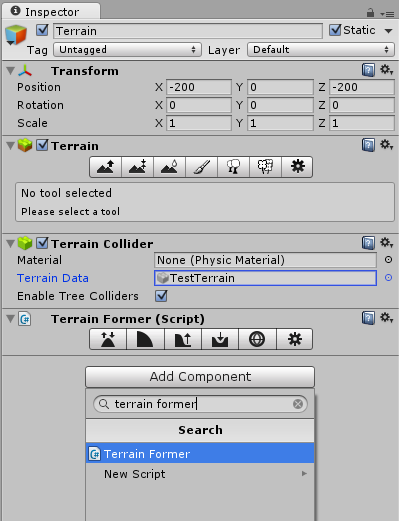 Inspector
Terrain Static
Tag Untagged Layer Default
Transform
Position X -200 Y 0 Z -200
Rotation X 0 Y 0 Z 0
Scale X 1 Y 1 Z 1
Terrain
No tool selected
Please select a tool
Terrain Collider
Material None (Physic Material)
Terrain Data TestTerrain
Enable Tree Colliders
C# Terrain Former (Script)
Add Component
terrain former
Search
C# Terrain Former
New Script